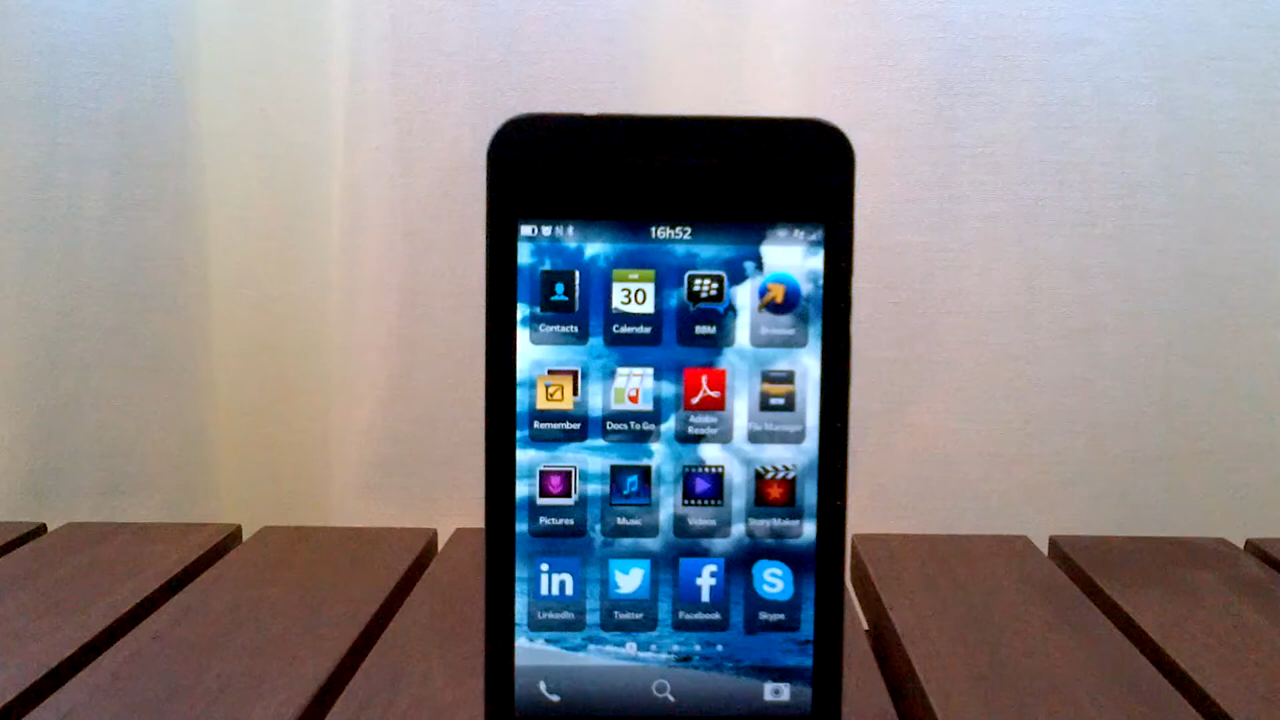 16h52
30
Contacts
Calendar
BBM
Browser
Remember
Docs To Go
Adobe
Reader
File Manager
Pictures
Music
Videos
Story Maker
in
f
S
LinkedIn
Twitter
Facebook
Skype